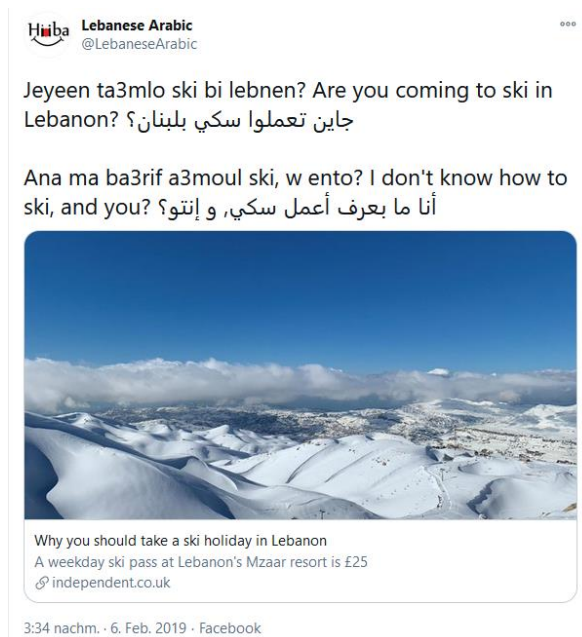 Hiiba Lebanese Arabic
@LebaneseArabic
Jeyeen ta3mlo ski bi lebnen? Are you coming to ski in
Lebanon? جاين تعملوا سكي بلبنان؟
Ana ma ba3rif a3moul ski, w ento? I don't know how to
ski, and you? أنا ما بعرف أعمل سكي, و إنتو؟
Why you should take a ski holiday in Lebanon
A weekday ski pass at Lebanon's Mzaar resort is £25
independent.co.uk
3:34 nachm. · 6. Feb. 2019 · Facebook